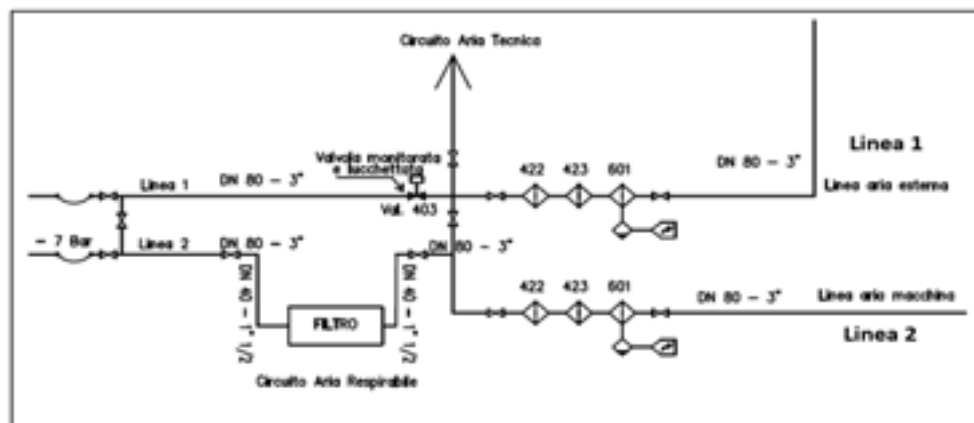 Circuito Aria Tecnica
Valvola monitorata
e lucchettata
Linea 1
DN 80 - 3"
Val. 403
422
423
601
DN 80 - 3"
Linea 1
Linea aria esterna
- 7 Bar
Linea 2
DN 80 - 3"
DN 80 - 3"
DN 40 - 1" 1/2
FILTRO
DN 40 - 1" 1/2
Circuito Aria Respirabile
422
423
601
DN 80 - 3"
Linea aria macchina
Linea 2